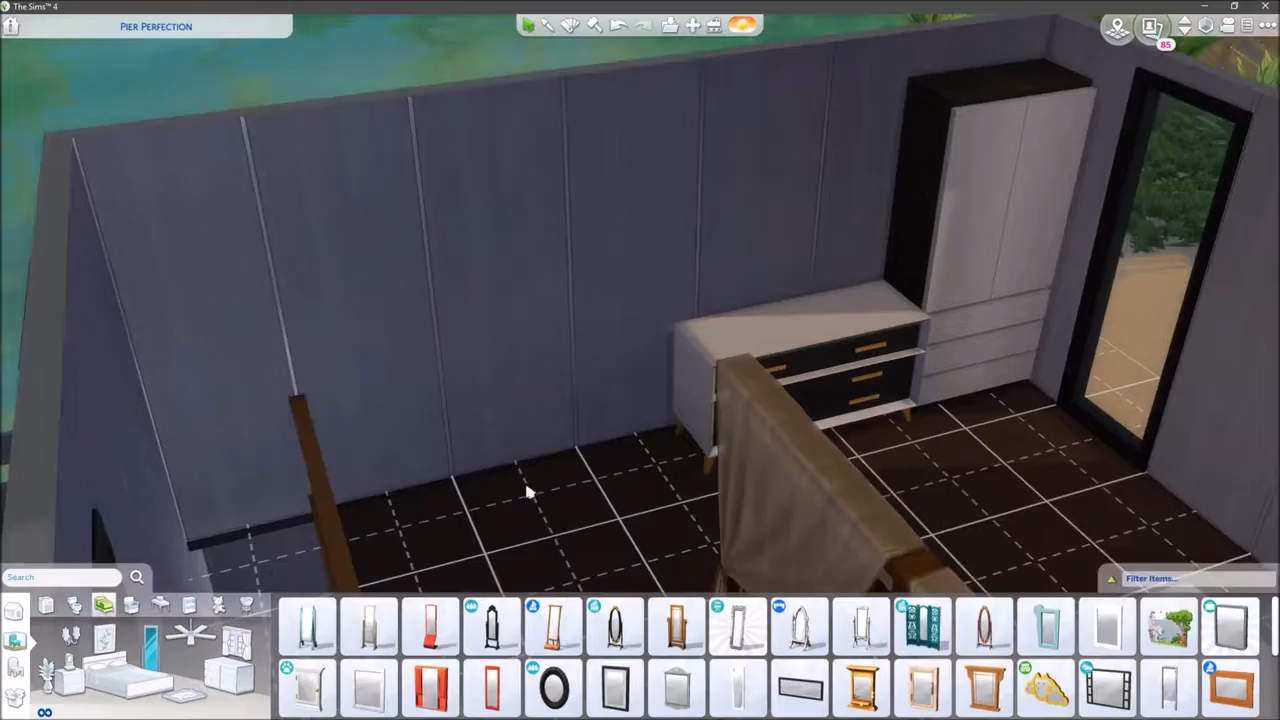 The Sims™ 4
PIER PERFECTION
85
Search
Filter Items...